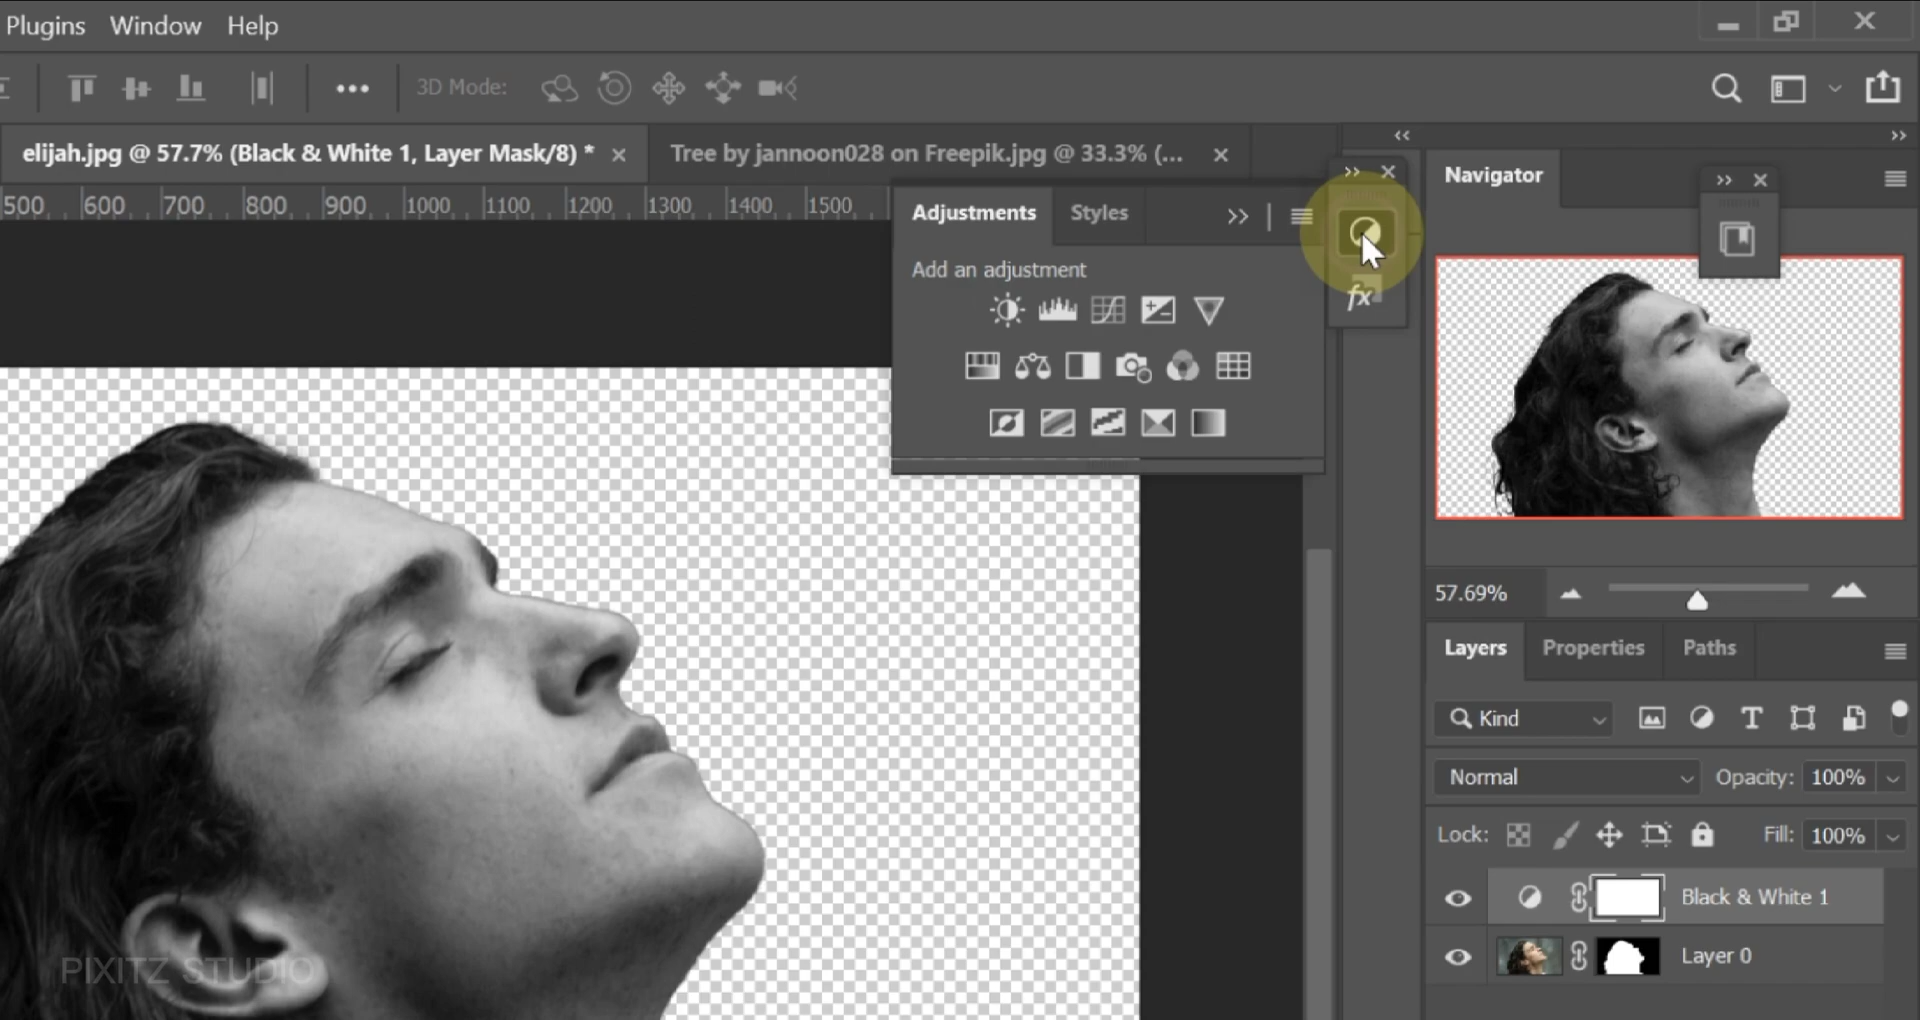 Plugins Window Help
3D Mode:
elijah.jpg @ 57.7% (Black & White 1, Layer Mask/8) *
Tree by jannoon028 on Freepik.jpg @ 33.3% (...
500 600 700 800 900 1000 1100 1200 1300 1400 1500
Adjustments Styles
Add an adjustment
fx
Navigator
57.69%
Layers Properties Paths
Kind
Normal Opacity: 100%
Lock: Fill: 100%
Black & White 1
Layer 0
PIXITZ STUDIO